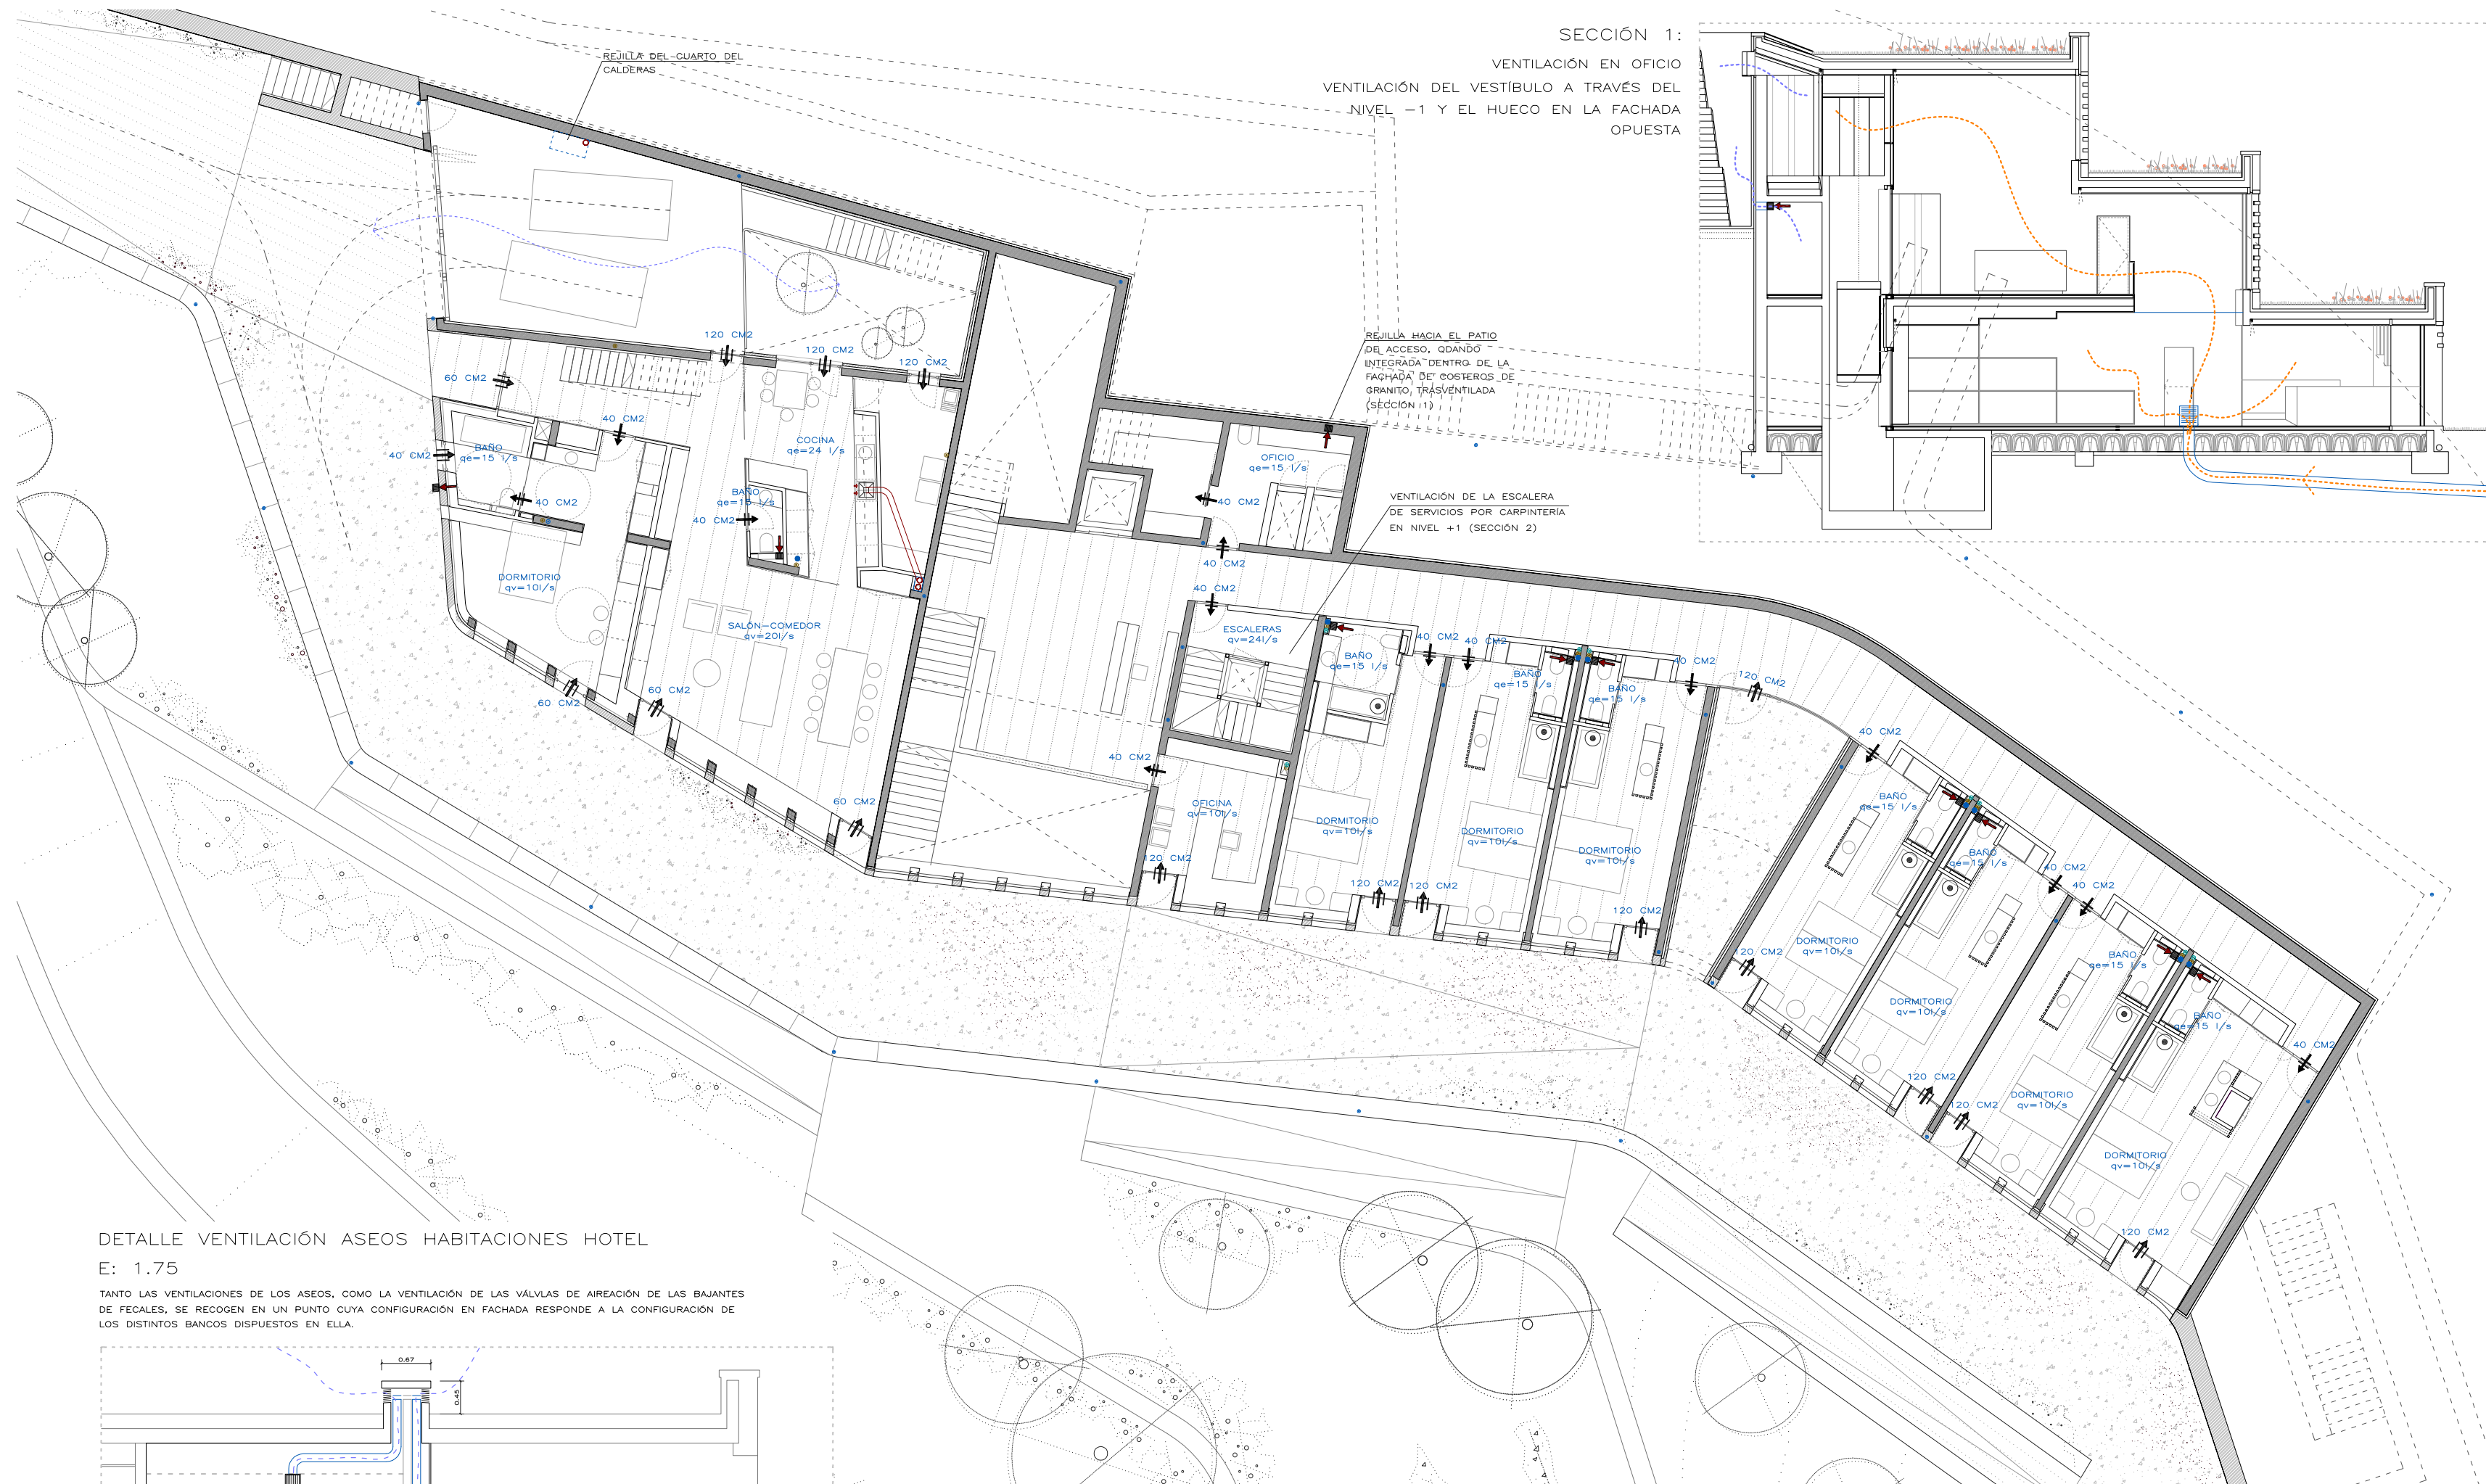 REJILLA DEL CUARTO DEL
CALDERAS
SECCIÓN 1:
VENTILACIÓN EN OFICIO
VENTILACIÓN DEL VESTÍBULO A TRAVÉS DEL
NIVEL -1 Y EL HUECO EN LA FACHADA
OPUESTA
REJILLA HACIA EL PATIO
DE ACCESO, QDANDO
INTEGRADA DENTRO DE LA
FACHADA DE COSTEROS DE
GRANITO, TRASVENTILADA
(SECCIÓN 1)
VENTILACIÓN DE LA ESCALERA
DE SERVICIOS POR CARPINTERÍA
EN NIVEL +1 (SECCIÓN 2)
120 CM2
120 CM2
120 CM2
60 CM2
40 CM2
40 CM2
BAÑO
qe=15 l/s
40 CM2
COCINA
qe=24 l/s
BAÑO
qe=15 l/s
40 CM2
DORMITORIO
qv=10l/s
SALÓN-COMEDOR
qv=20l/s
60 CM2
60 CM2
60 CM2
OFICIO
qe=15 l/s
40 CM2
40 CM2
40 CM2
ESCALERAS
qv=24l/s
40 CM2
OFICINA
qv=10l/s
120 CM2
BAÑO
qe=15 l/s
40 CM2
40 CM2
BAÑO
qe=15 l/s
BAÑO
qe=15 l/s
40 CM2
120 CM2
DORMITORIO
qv=10l/s
DORMITORIO
qv=10l/s
DORMITORIO
qv=10l/s
120 CM2
120 CM2
120 CM2
40 CM2
BAÑO
qe=15 l/s
BAÑO
qe=15 l/s
40 CM2
40 CM2
DORMITORIO
qv=10l/s
120 CM2
DORMITORIO
qv=10l/s
BAÑO
qe=15 l/s
BAÑO
qe=15 l/s
40 CM2
120 CM2
120 CM2
DORMITORIO
qv=10l/s
DORMITORIO
qv=10l/s
120 CM2
DETALLE VENTILACIÓN ASEOS HABITACIONES HOTEL
E: 1.75
TANTO LAS VENTILACIONES DE LOS ASEOS, COMO LA VENTILACIÓN DE LAS VÁLVLAS DE AIREACIÓN DE LAS BAJANTES
DE FECALES, SE RECOGEN EN UN PUNTO CUYA CONFIGURACIÓN EN FACHADA RESPONDE A LA CONFIGURACIÓN DE
LOS DISTINTOS BANCOS DISPUESTOS EN ELLA.
0.67
0.45